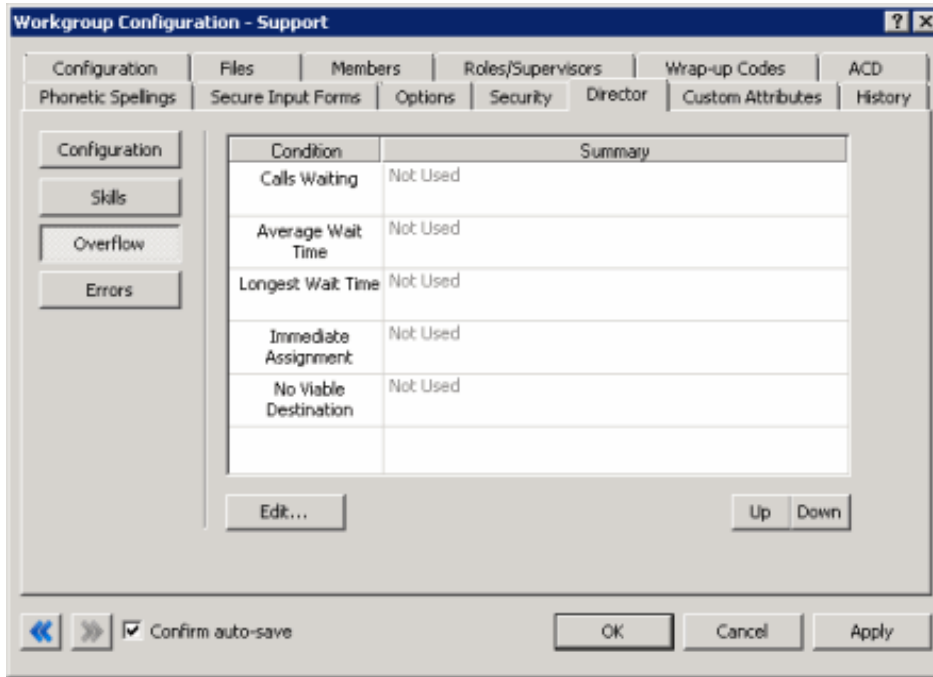 Workgroup Configuration - Support
Configuration Files Members Roles/Supervisors Wrap-up Codes ACD
Phonetic Spellings Secure Input Forms Options Security Director Custom Attributes History
Configuration
Skills
Overflow
Errors
Condition Summary
Calls Waiting Not Used
Average Wait Not Used
Time
Longest Wait Time Not Used
Immediate Not Used
Assignment
No Viable Not Used
Destination
Edit... Up Down
Confirm auto-save OK Cancel Apply